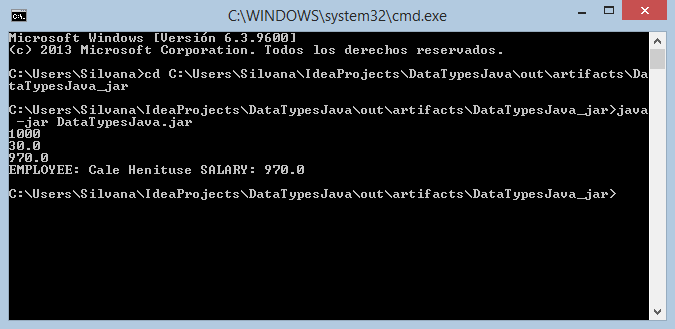 C:\WINDOWS\system32\cmd.exe
Microsoft Windows [Versión 6.3.9600]
(c) 2013 Microsoft Corporation. Todos los derechos reservados.
C:\Users\Silvana>cd C:\Users\Silvana\IdeaProjects\DataTypesJava\out\artifacts\Da
taTypesJava_jar
C:\Users\Silvana\IdeaProjects\DataTypesJava\out\artifacts\DataTypesJava_jar>java
 -jar DataTypesJava.jar
1000
30.0
970.0
EMPLOYEE: Cale Henituse SALARY: 970.0
C:\Users\Silvana\IdeaProjects\DataTypesJava\out\artifacts\DataTypesJava_jar>